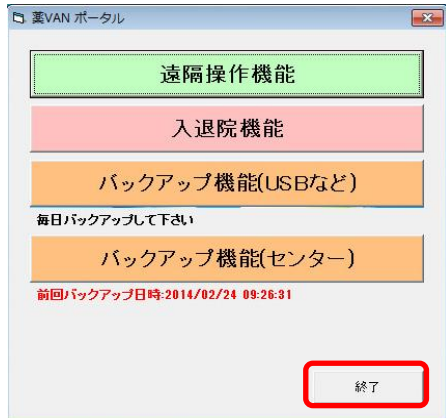 薬VAN ポータル
遠隔操作機能
入退院機能
バックアップ機能(USBなど)
毎日バックアップして下さい
バックアップ機能(センター)
前回バックアップ日時:2014/02/24 09:26:31
終了